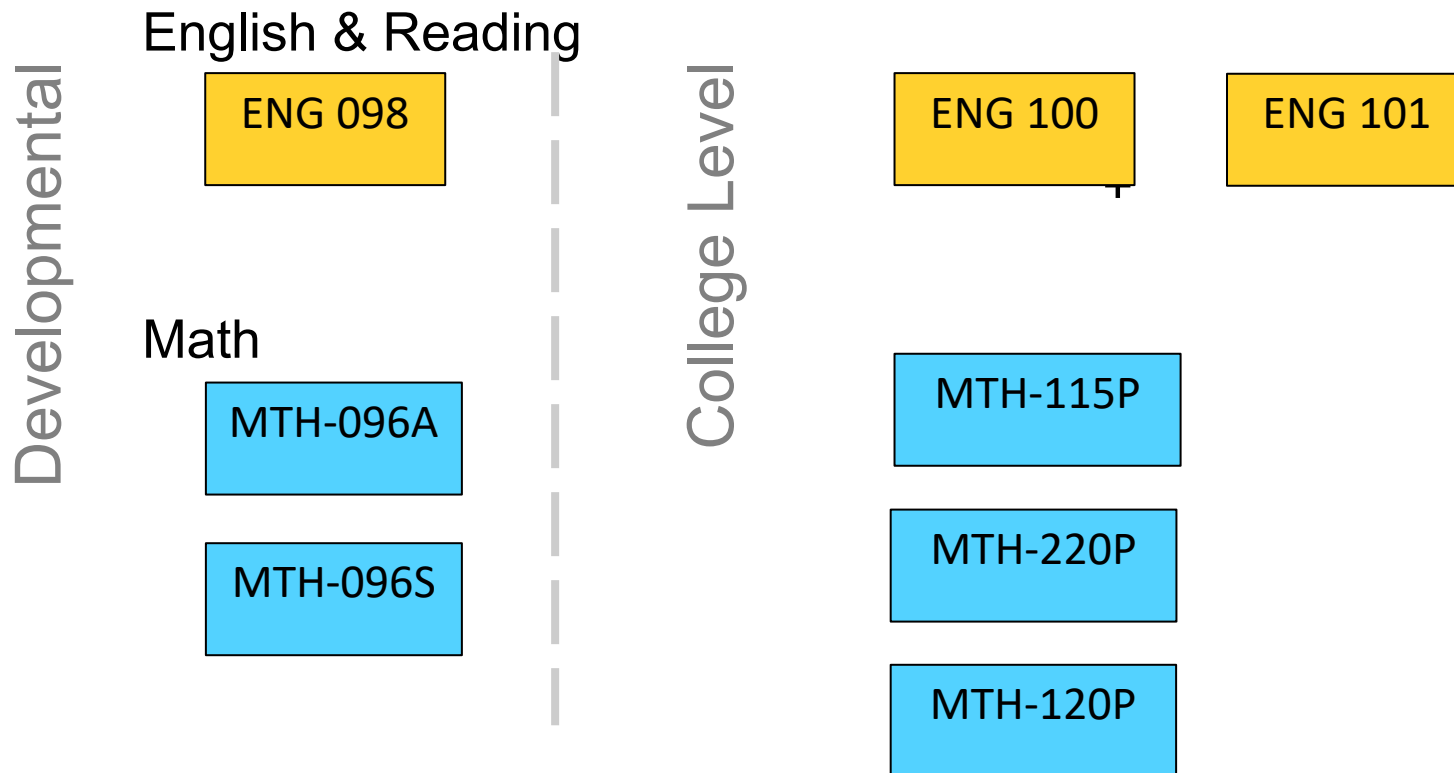 English & Reading
Developmental
ENG 098
College Level
ENG 100
+
ENG 101
Math
MTH-096A
MTH-096S
MTH-115P
MTH-220P
MTH-120P